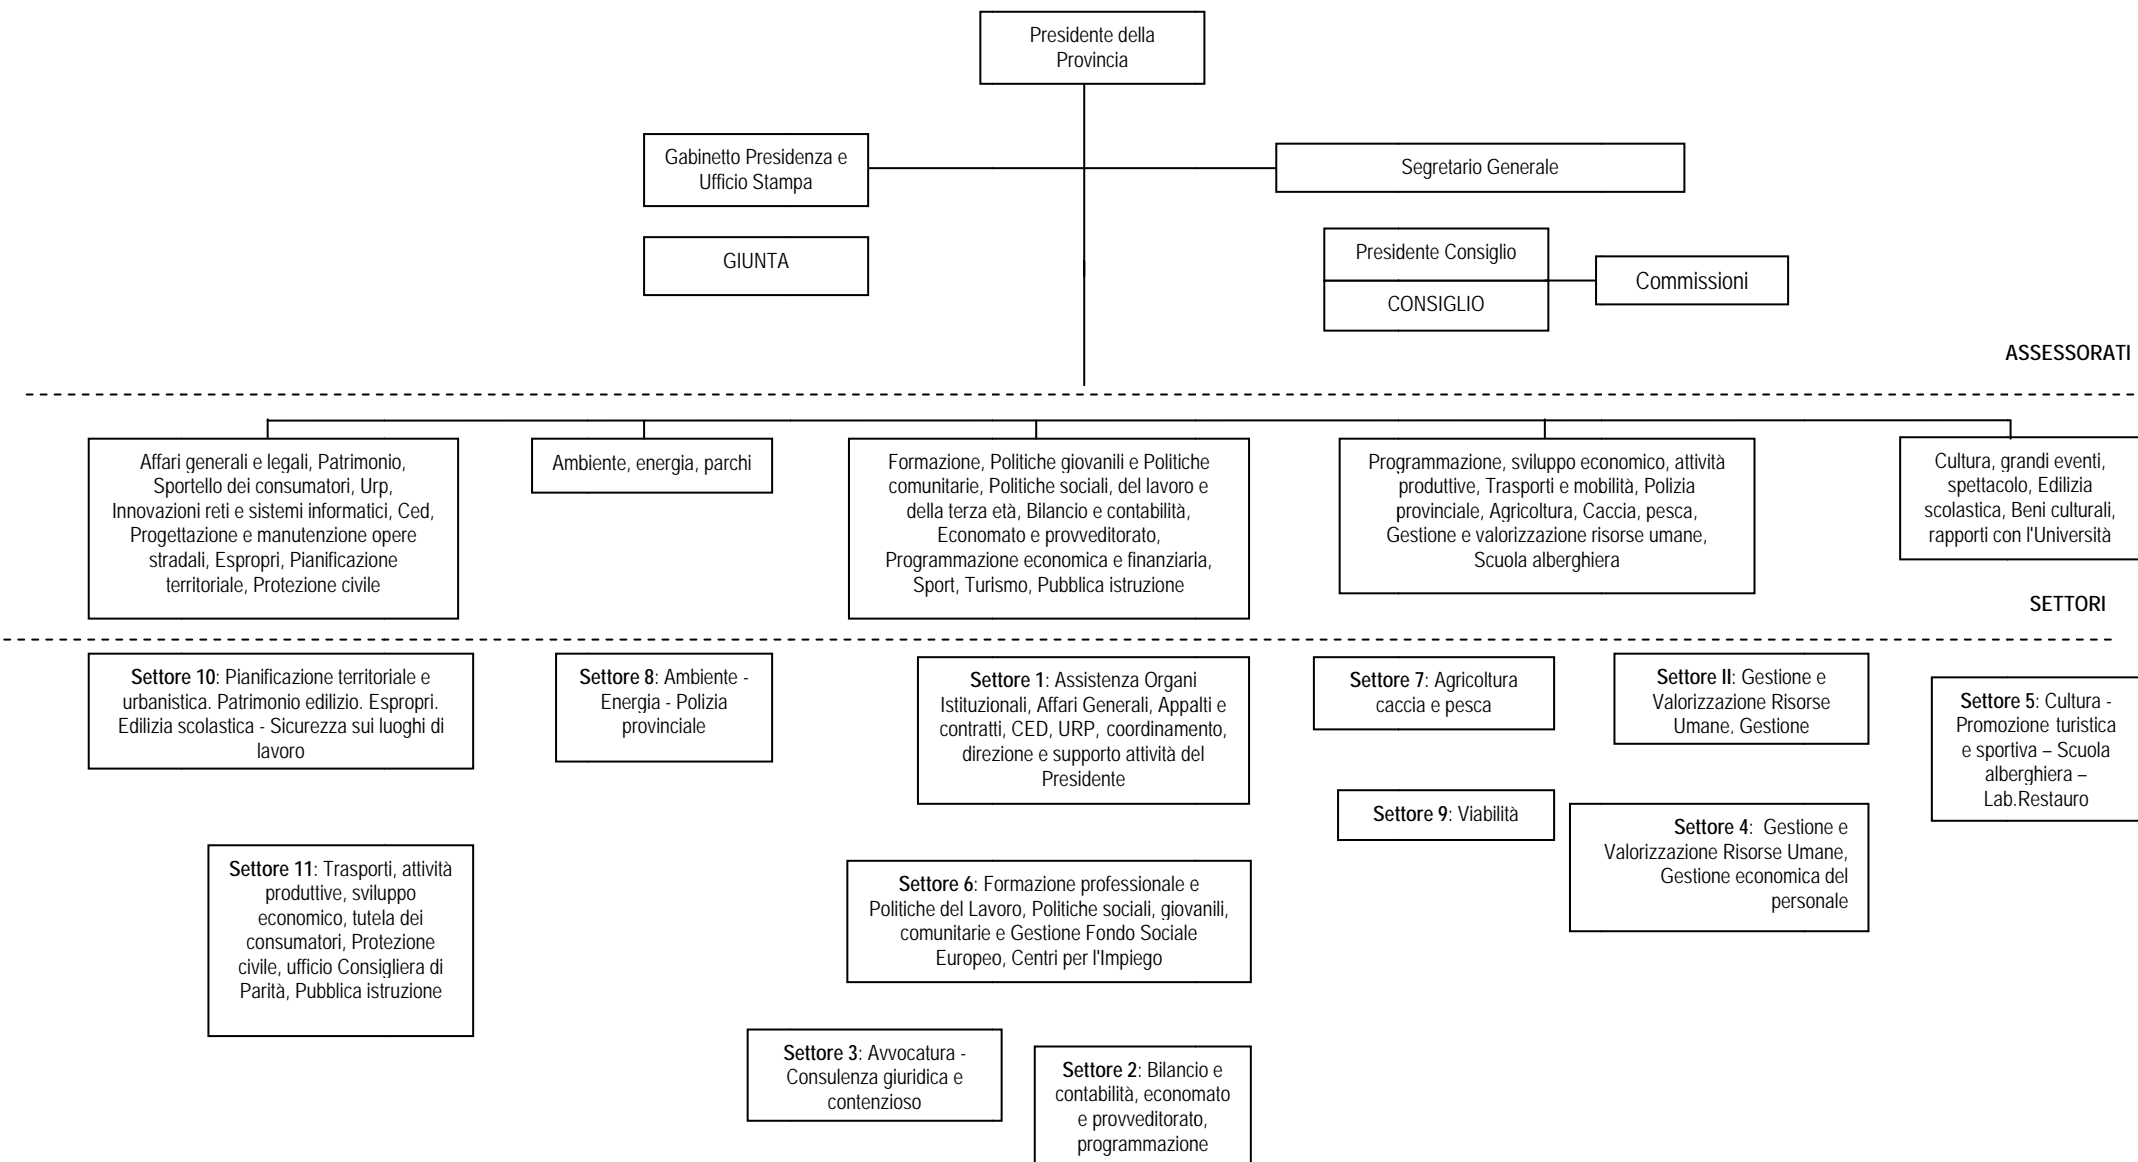 Presidente della
Provincia
Gabinetto Presidenza e
Ufficio Stampa
Segretario Generale
GIUNTA
Presidente Consiglio
CONSIGLIO
Commissioni
ASSESSORATI
Affari generali e legali, Patrimonio,
Sportello dei consumatori, Urp,
Innovazioni reti e sistemi informatici, Ced,
Progettazione e manutenzione opere
stradali, Espropri, Pianificazione
territoriale, Protezione civile
Ambiente, energia, parchi
Formazione, Politiche giovanili e Politiche
comunitarie, Politiche sociali, del lavoro e
della terza età, Bilancio e contabilità,
Economato e provveditorato,
Programmazione economica e finanziaria,
Sport, Turismo, Pubblica istruzione
Programmazione, sviluppo economico, attività
produttive, Trasporti e mobilità, Polizia
provinciale, Agricoltura, Caccia, pesca,
Gestione e valorizzazione risorse umane,
Scuola alberghiera
Cultura, grandi eventi,
spettacolo, Edilizia
scolastica, Beni culturali,
rapporti con l'Università
SETTORI
Settore 10: Pianificazione territoriale e
urbanistica. Patrimonio edilizio. Espropri.
Edilizia scolastica - Sicurezza sui luoghi di
lavoro
Settore 8: Ambiente -
Energia - Polizia
provinciale
Settore 1: Assistenza Organi
Istituzionali, Affari Generali, Appalti e
contratti, CED, URP, coordinamento,
direzione e supporto attività del
Presidente
Settore 7: Agricoltura
caccia e pesca
Settore II: Gestione e
Valorizzazione Risorse
Umane, Gestione
Settore 5: Cultura -
Promozione turistica
e sportiva – Scuola
alberghiera –
Lab.Restauro
Settore 9: Viabilità
Settore 4:  Gestione e
Valorizzazione Risorse Umane,
Gestione economica del
personale
Settore 11: Trasporti, attività
produttive, sviluppo
economico, tutela dei
consumatori, Protezione
civile, ufficio Consigliera di
Parità, Pubblica istruzione
Settore 6: Formazione professionale e
Politiche del Lavoro, Politiche sociali, giovanili,
comunitarie e Gestione Fondo Sociale
Europeo, Centri per l'Impiego
Settore 3: Avvocatura -
Consulenza giuridica e
contenzioso
Settore 2: Bilancio e
contabilità, economato
e provveditorato,
programmazione